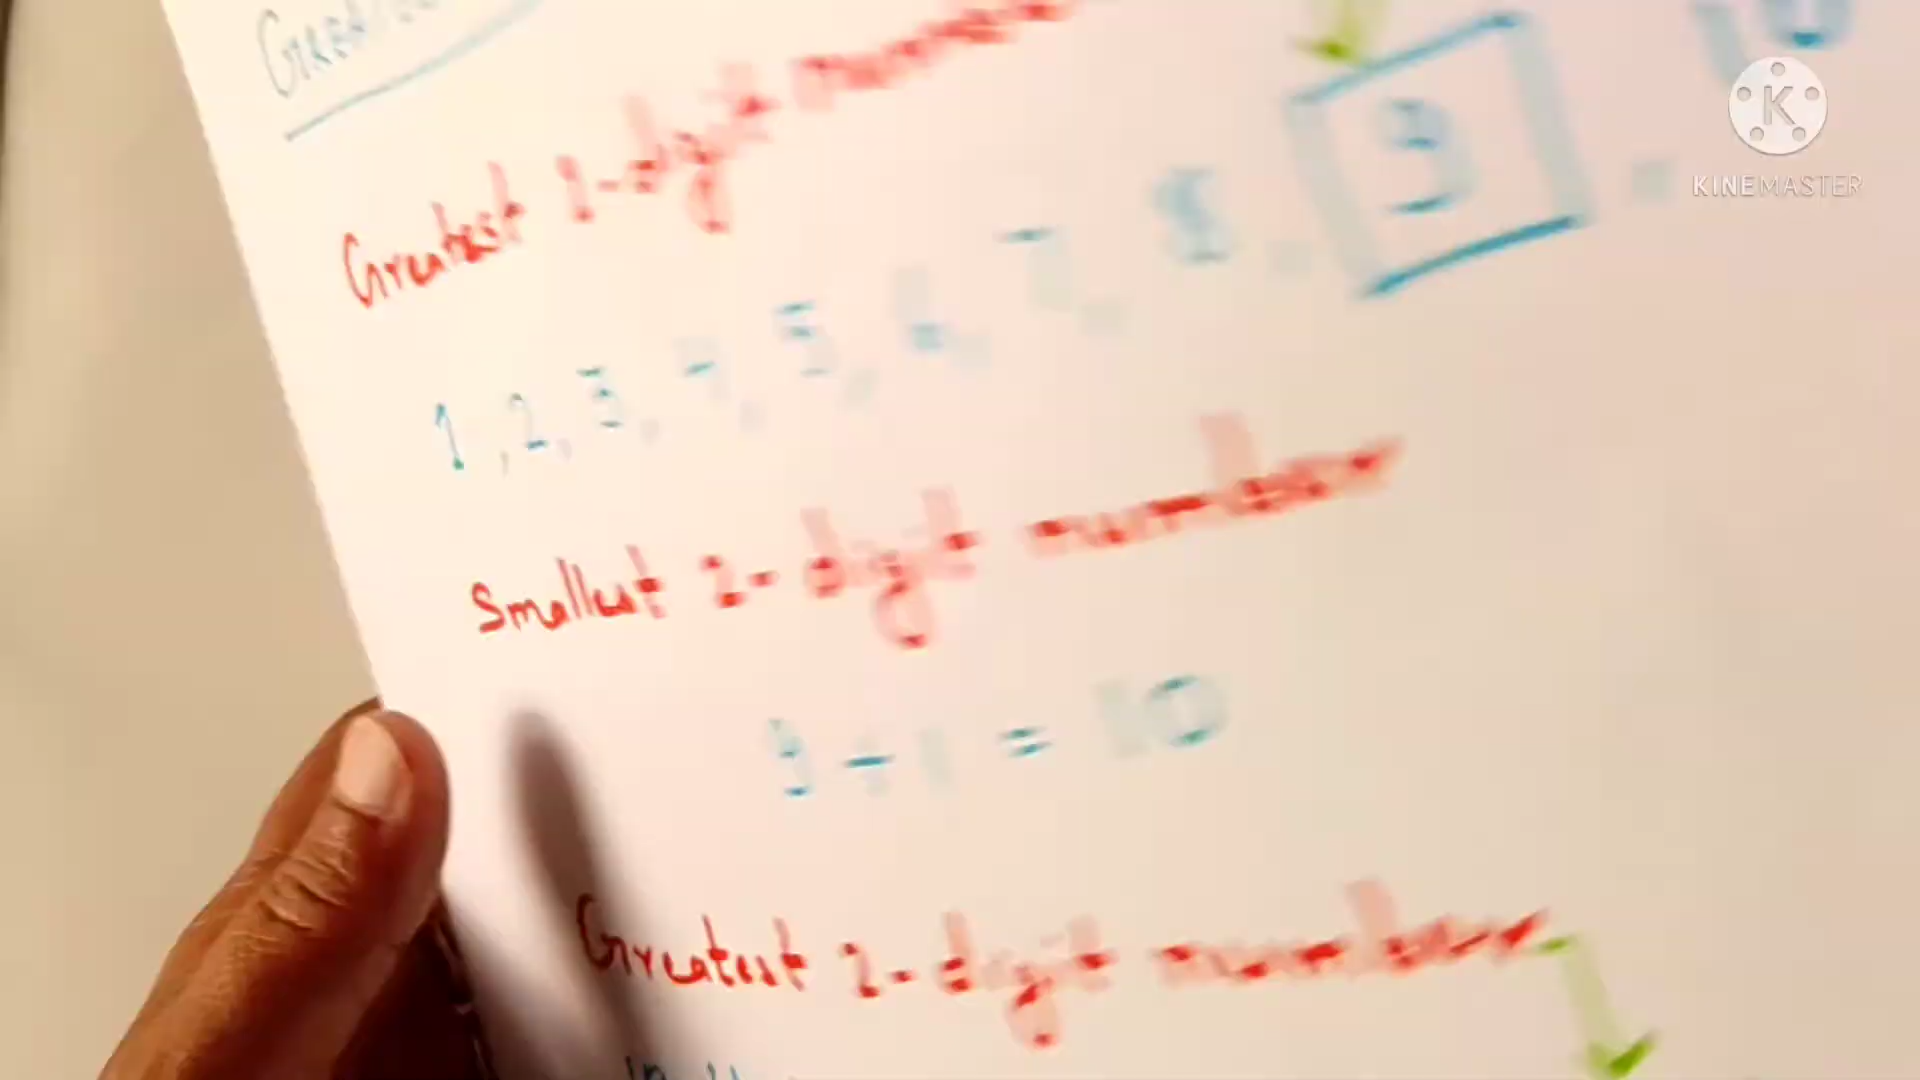 Greatest 1-digit number
1, 2, 3, 4, 5, 6, 7, 8, 9, 10
Smallest 2-digit number
9 + 1 = 10
Greatest 2-digit number
KINEMASTER